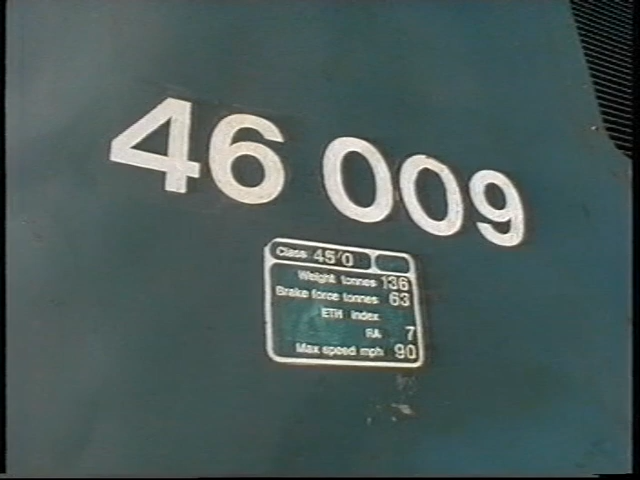 46 009
Class 45/0
Weight tonnes 136
Brake force tonnes 63
ETH index
RA 7
Max speed mph 90